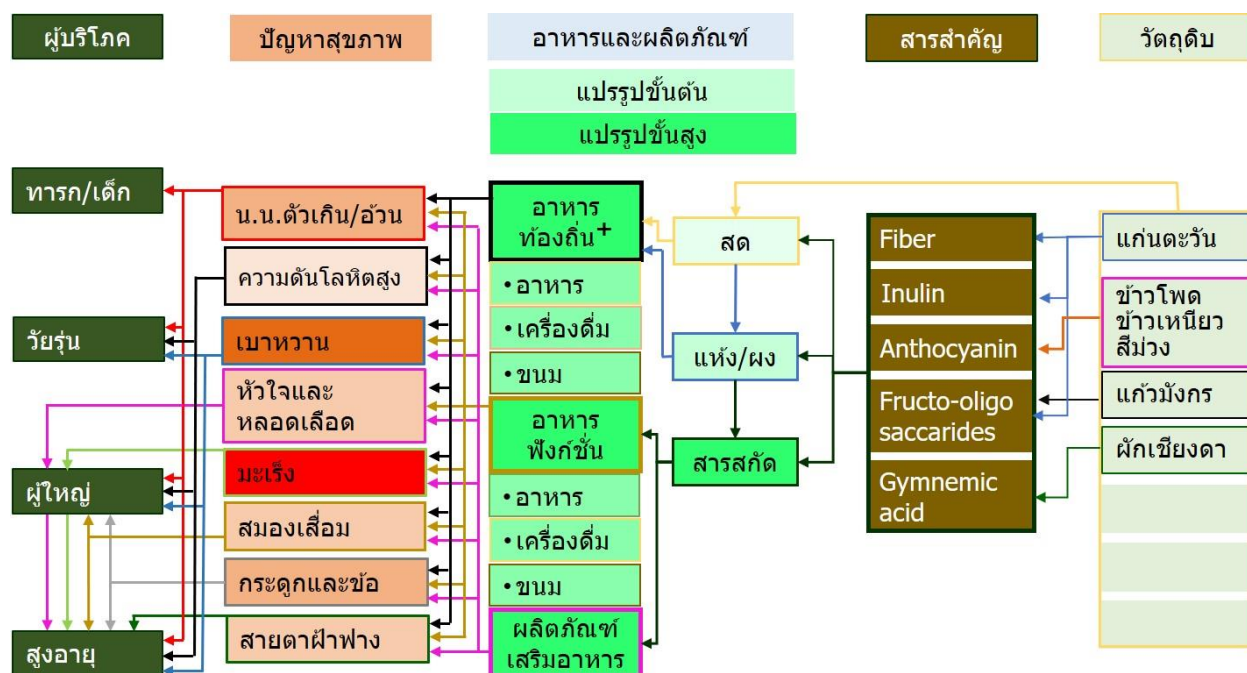 ผู้บริโภค
ปัญหาสุขภาพ
อาหารและผลิตภัณฑ์
สารสำคัญ
วัตถุดิบ
แปรรูปขั้นต้น
แปรรูปขั้นสูง
ทารก/เด็ก
วัยรุ่น
ผู้ใหญ่
สูงอายุ
น.น.ตัวเกิน/อ้วน
ความดันโลหิตสูง
เบาหวาน
หัวใจและ
หลอดเลือด
มะเร็ง
สมองเสื่อม
กระดูกและข้อ
สายตาฝ้าฟาง
อาหาร
ท้องถิ่น+
•อาหาร
•เครื่องดื่ม
•ขนม
อาหาร
ฟังก์ชั่น
•อาหาร
•เครื่องดื่ม
•ขนม
ผลิตภัณฑ์
เสริมอาหาร
สด
แห้ง/ผง
สารสกัด
Fiber
Inulin
Anthocyanin
Fructo-oligo
saccarides
Gymnemic
acid
แก่นตะวัน
ข้าวโพด
ข้าวเหนียว
สีม่วง
แก้วมังกร
ผักเชียงดา